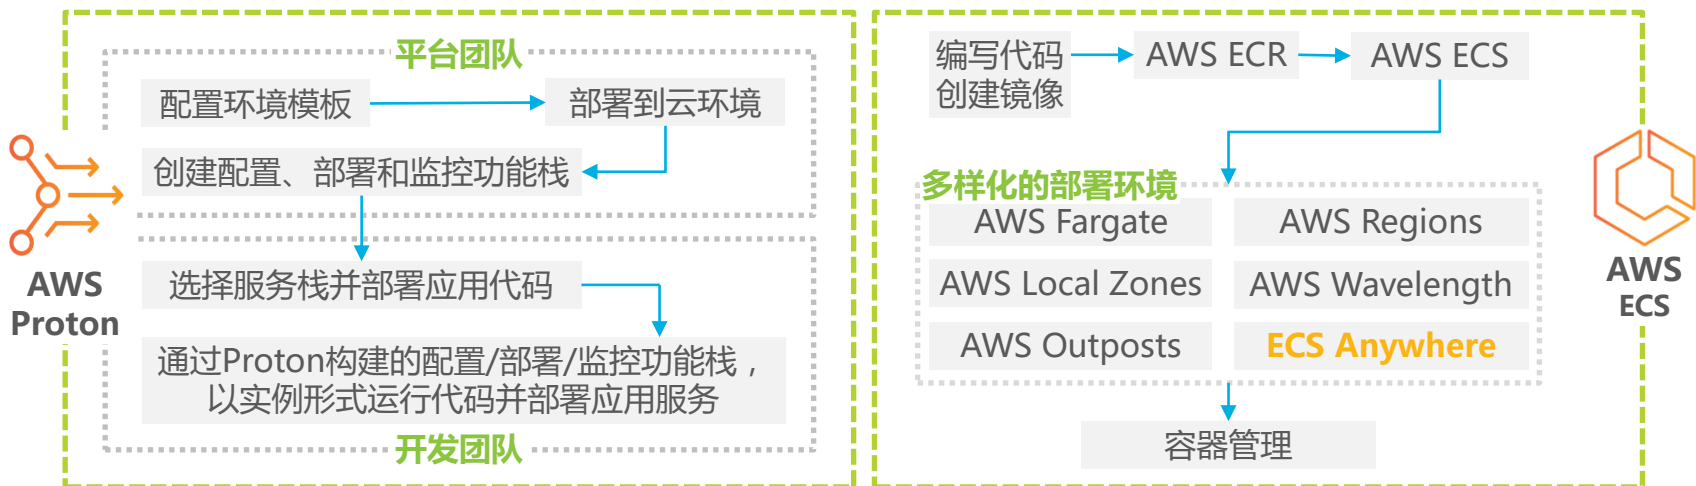 平台团队
配置环境模板
部署到云环境
创建配置、部署和监控功能栈
AWS
Proton
选择服务栈并部署应用代码
通过Proton构建的配置/部署/监控功能栈，
以实例形式运行代码并部署应用服务
开发团队
编写代码
创建镜像
AWS ECR
AWS ECS
多样化的部署环境
AWS Fargate
AWS Regions
AWS Local Zones
AWS Wavelength
AWS Outposts
ECS Anywhere
容器管理
AWS
ECS